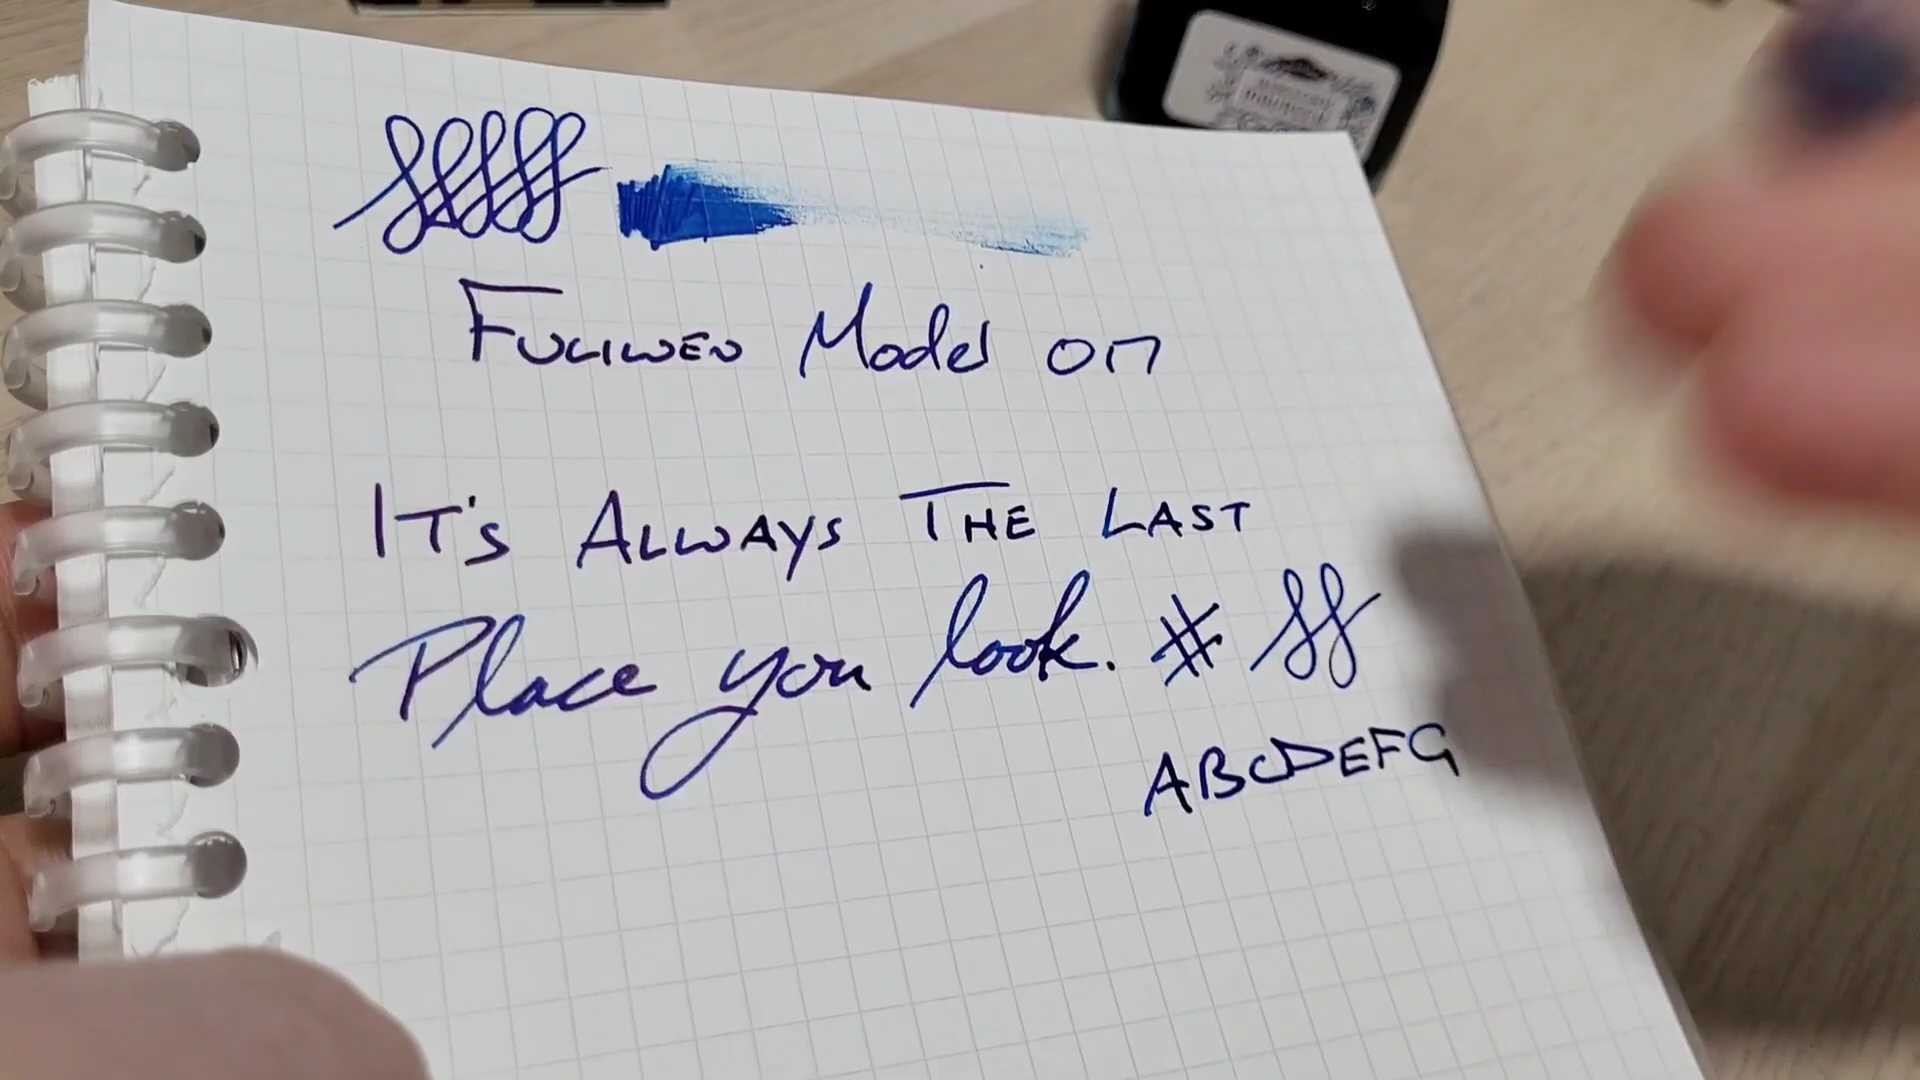 FULIWEN Model 017
IT'S ALWAYS THE LAST
Place you look. #
ABCDEFG